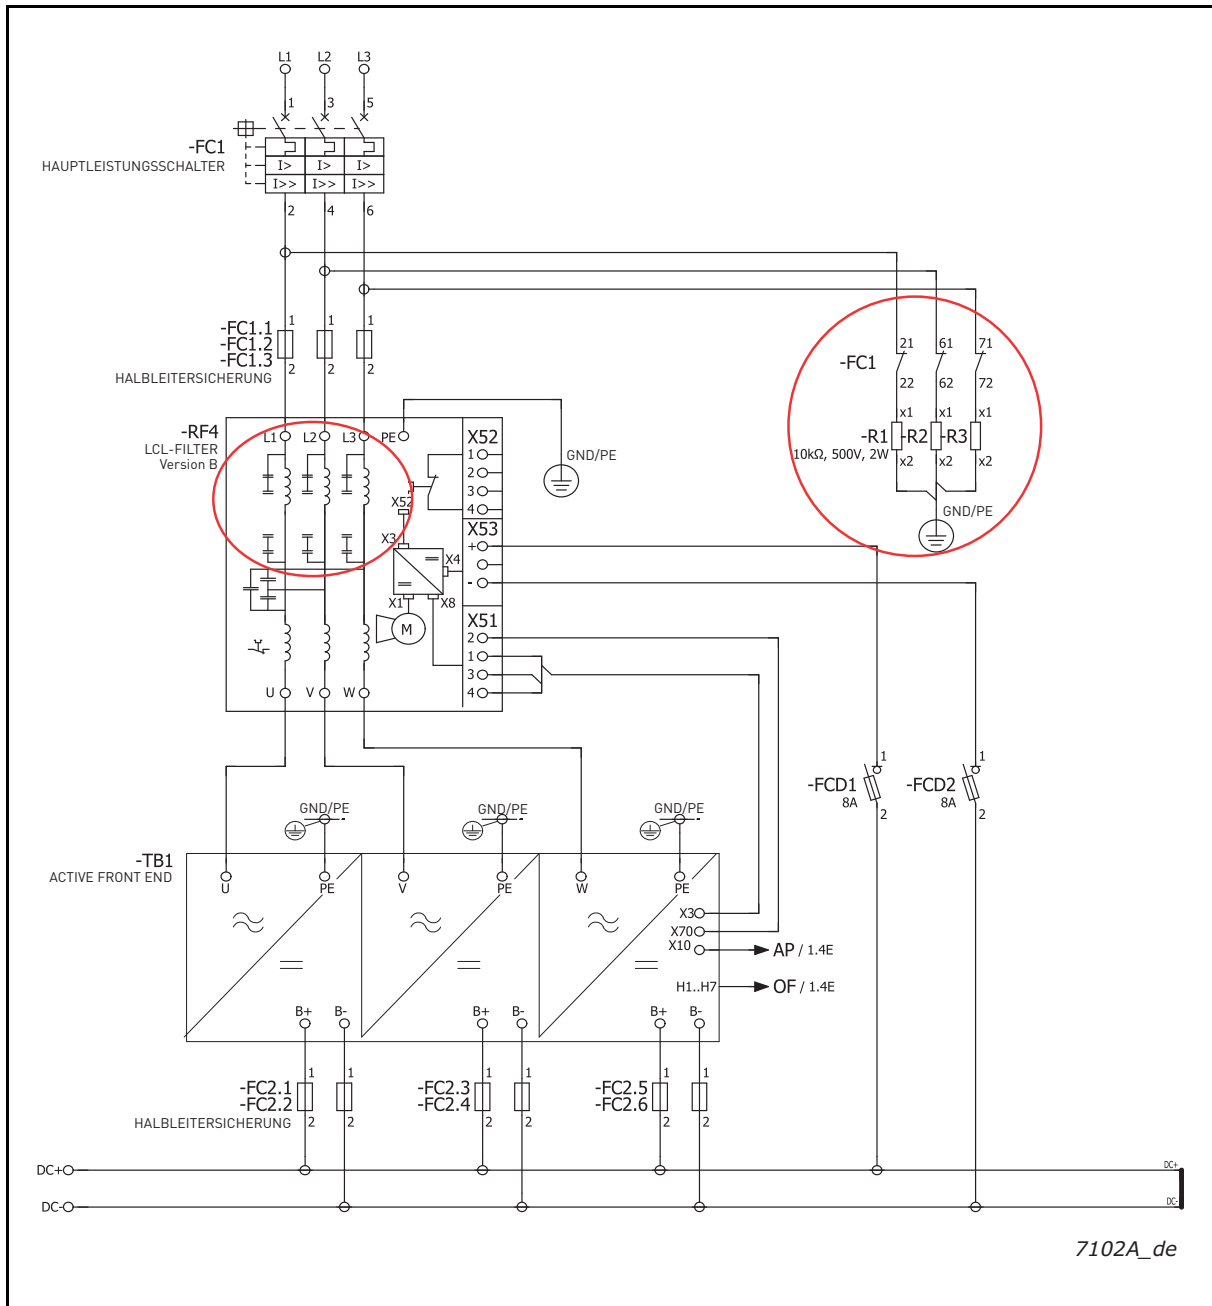 L1 L2 L3
1 3 5
-FC1
HAUPTLEISTUNGSSCHALTER
I> I> I>
I>> I>> I>>
2 4 6
-FC1.1
-FC1.2
-FC1.3
HALBLEITERSICHERUNG
1 1 1
2 2 2
-FC1
21 61 71
22 62 72
x1 x1 x1
-R1 -R2 -R3
10kΩ, 500V, 2W
x2 x2 x2
GND/PE
-RF4
LCL-FILTER
Version B
L1 L2 L3 PE
GND/PE
X52
1
2
3
4
X52
X53
+
-
X3
X4
X1 X8
M
X51
2
1
3
4
U V W
-FCD1
8A
1
2
-FCD2
8A
1
2
GND/PE GND/PE GND/PE
-TB1
ACTIVE FRONT END
U PE V PE W PE
X3
X70
X10
AP / 1.4E
H1..H7
OF / 1.4E
B+ B- B+ B- B+ B-
-FC2.1
-FC2.2
HALBLEITERSICHERUNG
1 1
2 2
-FC2.3
-FC2.4
1 1
2 2
-FC2.5
-FC2.6
1 1
2 2
DC+ DC+
DC- DC-
7102A_de